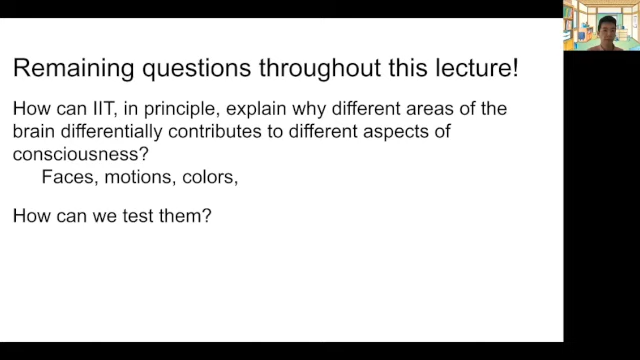 Remaining questions throughout this lecture!
How can IIT, in principle, explain why different areas of the
brain differentially contributes to different aspects of
consciousness?
Faces, motions, colors,
How can we test them?